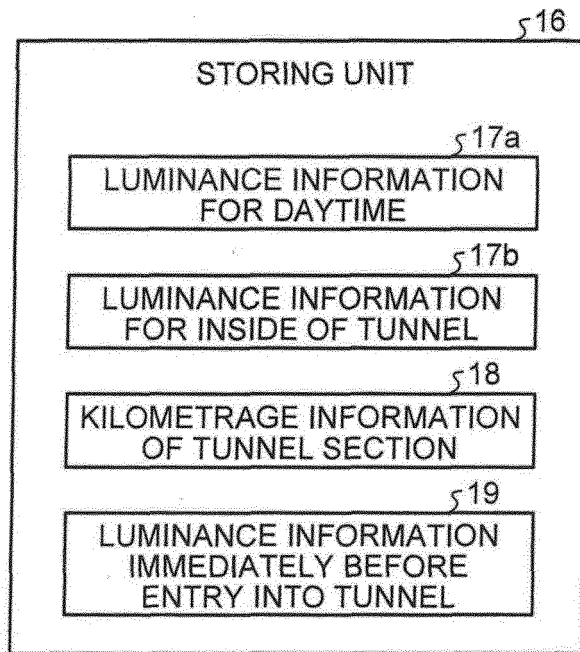 16
STORING UNIT
17a
LUMINANCE INFORMATION
FOR DAYTIME
17b
LUMINANCE INFORMATION
FOR INSIDE OF TUNNEL
18
KILOMETRAGE INFORMATION
OF TUNNEL SECTION
19
LUMINANCE INFORMATION
IMMEDIATELY BEFORE
ENTRY INTO TUNNEL